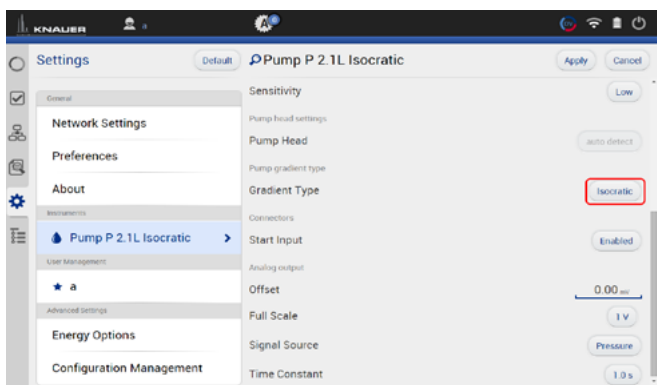 KNAUER
a
A
Settings
Default
Pump P 2.1L Isocratic
Apply
Cancel
General
Network Settings
Preferences
About
Instruments
Pump P 2.1L Isocratic
User Management
a
Advanced Settings
Energy Options
Configuration Management
Sensitivity
Low
Pump head settings
Pump Head
auto detect
Pump gradient type
Gradient Type
Isocratic
Connectors
Start Input
Enabled
Analog output
Offset
0.00 mV
Full Scale
1 V
Signal Source
Pressure
Time Constant
1.0 s